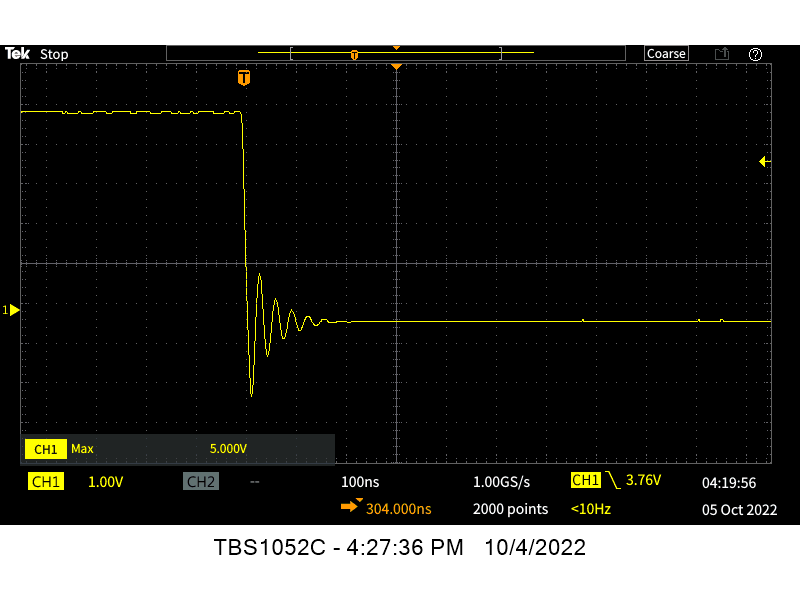 Tek Stop Coarse ?
T
T
1
CH1 Max 5.000V
CH1 1.00V CH2 -- 100ns 1.00GS/s CH1 3.76V 04:19:56
304.000ns 2000 points <10Hz 05 Oct 2022
TBS1052C - 4:27:36 PM 10/4/2022